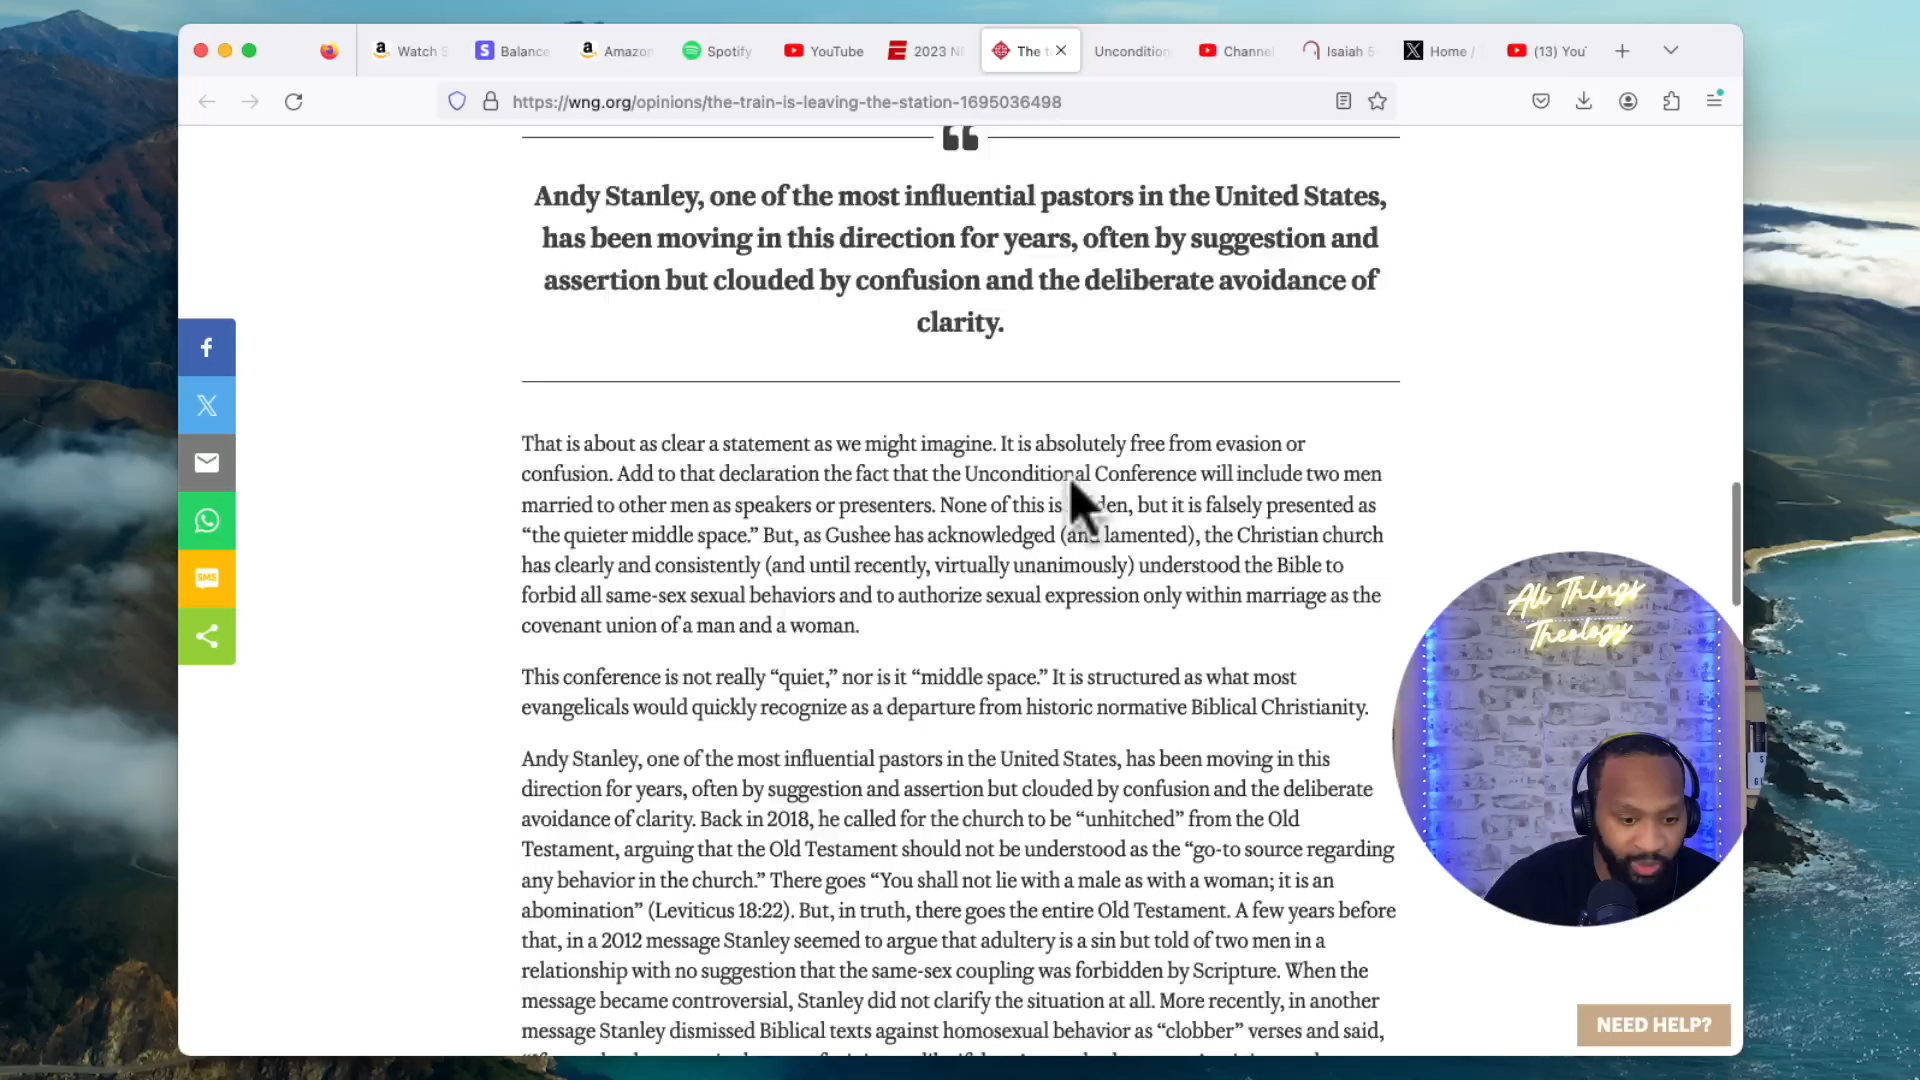 Watch S
Balance
Amazon
Spotify
YouTube
2023 NF
The t
Uncondition
Channel
Isaiah 5
Home /
(13) You
https://wng.org/opinions/the-train-is-leaving-the-station-1695036498
Andy Stanley, one of the most influential pastors in the United States,
has been moving in this direction for years, often by suggestion and
assertion but clouded by confusion and the deliberate avoidance of
clarity.
That is about as clear a statement as we might imagine. It is absolutely free from evasion or
confusion. Add to that declaration the fact that the Unconditional Conference will include two men
married to other men as speakers or presenters. None of this is hidden, but it is falsely presented as
“the quieter middle space.” But, as Gushee has acknowledged (and lamented), the Christian church
has clearly and consistently (and until recently, virtually unanimously) understood the Bible to
forbid all same-sex sexual behaviors and to authorize sexual expression only within marriage as the
covenant union of a man and a woman.
This conference is not really “quiet,” nor is it “middle space.” It is structured as what most
evangelicals would quickly recognize as a departure from historic normative Biblical Christianity.
Andy Stanley, one of the most influential pastors in the United States, has been moving in this
direction for years, often by suggestion and assertion but clouded by confusion and the deliberate
avoidance of clarity. Back in 2018, he called for the church to be “unhitched” from the Old
Testament, arguing that the Old Testament should not be understood as the “go-to source regarding
any behavior in the church.” There goes “You shall not lie with a male as with a woman; it is an
abomination” (Leviticus 18:22). But, in truth, there goes the entire Old Testament. A few years before
that, in a 2012 message Stanley seemed to argue that adultery is a sin but told of two men in a
relationship with no suggestion that the same-sex coupling was forbidden by Scripture. When the
message became controversial, Stanley did not clarify the situation at all. More recently, in another
message Stanley dismissed Biblical texts against homosexual behavior as “clobber” verses and said,
SMS
All Things
Theology
NEED HELP?